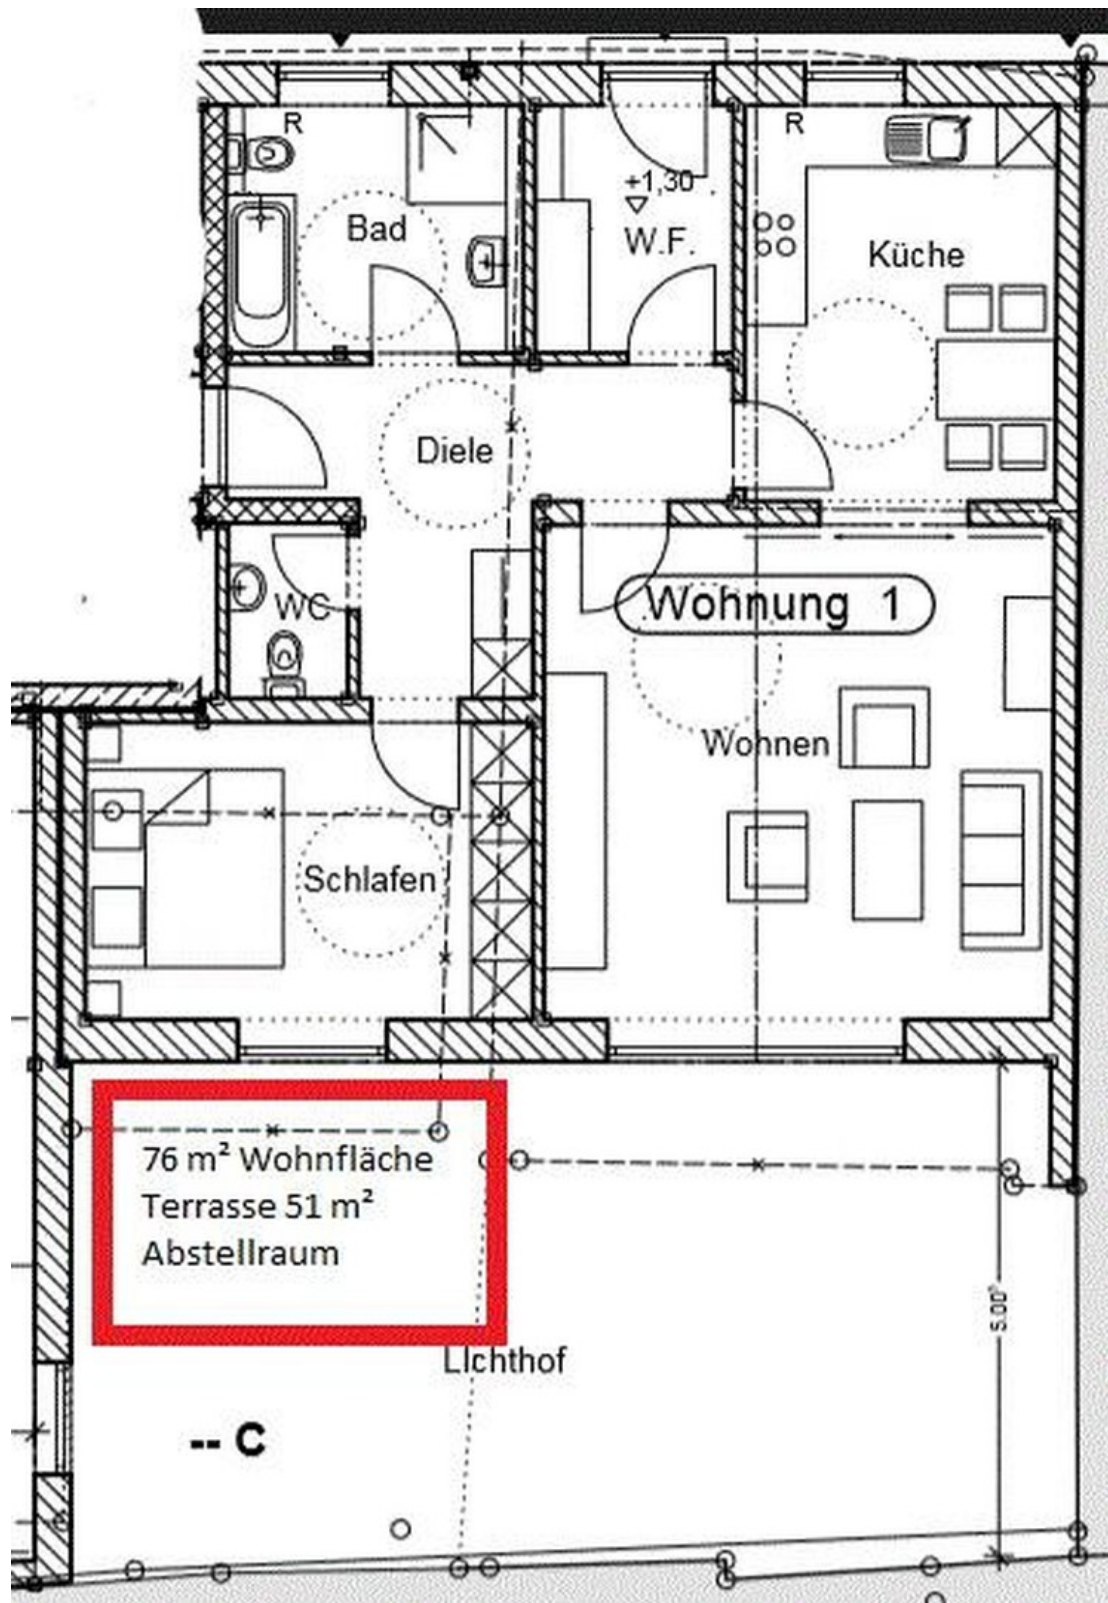 R
R
+1,30
Bad
W.F.
Küche
Diele
WC
Wohnung 1
Wohnen
Schlafen
76 m² Wohnfläche
Terrasse 51 m²
Abstellraum
5.00⁵
Lichthof
-- C